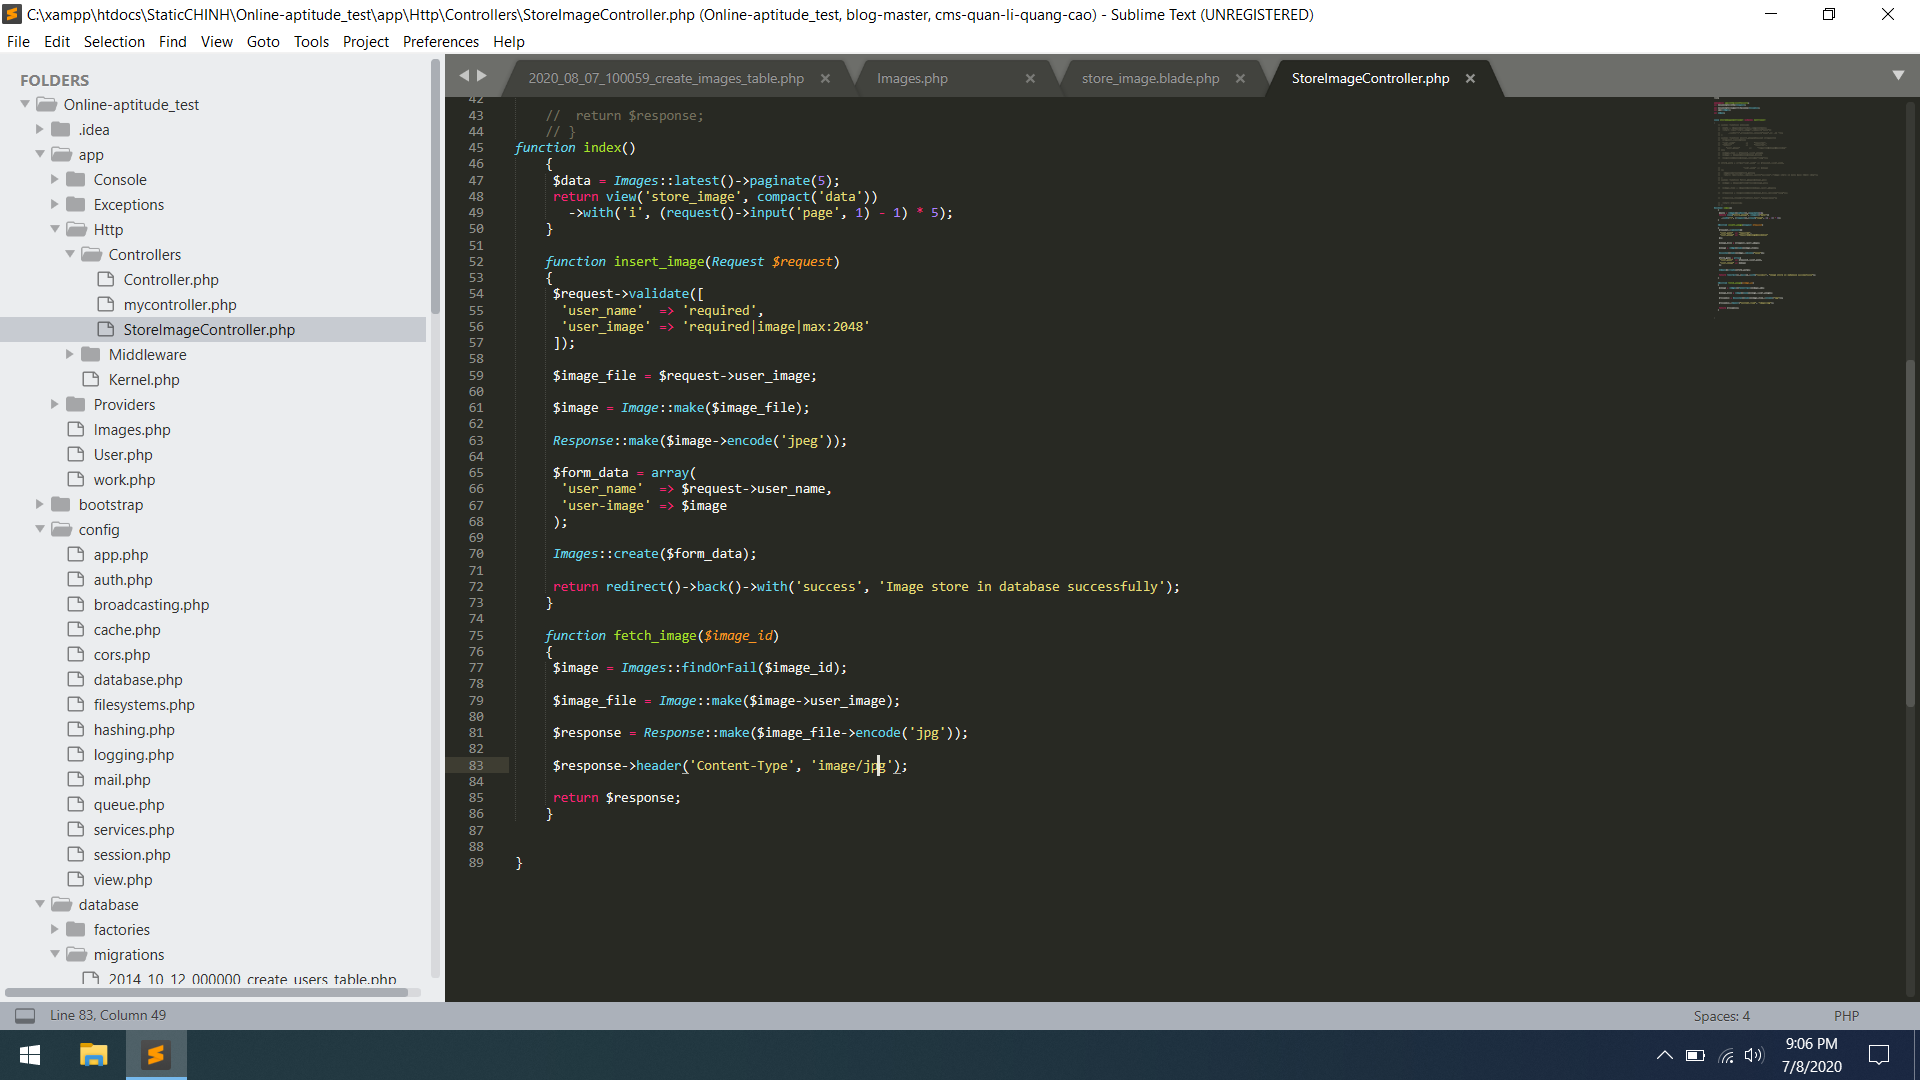 C:\xampp\htdocs\StaticCHINH\Online-aptitude_test\app\Http\Controllers\StoreImageController.php (Online-aptitude_test, blog-master, cms-quan-li-quang-cao) - Sublime Text (UNREGISTERED)
File Edit Selection Find View Goto Tools Project Preferences Help
FOLDERS
Online-aptitude_test
.idea
app
Console
Exceptions
Http
Controllers
Controller.php
mycontroller.php
StoreImageController.php
Middleware
Kernel.php
Providers
Images.php
User.php
work.php
bootstrap
config
app.php
auth.php
broadcasting.php
cache.php
cors.php
database.php
filesystems.php
hashing.php
logging.php
mail.php
queue.php
services.php
session.php
view.php
database
factories
migrations
2014_10_12_000000_create_users_table.php
2020_08_07_100059_create_images_table.php Images.php store_image.blade.php StoreImageController.php
42
43 //  return $response;
44 // }
45 function index()
46 {
47 $data = Images::latest()->paginate(5);
48 return view('store_image', compact('data'))
49 ->with('i', (request()->input('page', 1) - 1) * 5);
50 }
51
52 function insert_image(Request $request)
53 {
54 $request->validate([
55 'user_name'  => 'required',
56 'user_image' => 'required|image|max:2048'
57 ]);
58
59 $image_file = $request->user_image;
60
61 $image = Image::make($image_file);
62
63 Response::make($image->encode('jpeg'));
64
65 $form_data = array(
66 'user_name'  => $request->user_name,
67 'user-image' => $image
68 );
69
70 Images::create($form_data);
71
72 return redirect()->back()->with('success', 'Image store in database successfully');
73 }
74
75 function fetch_image($image_id)
76 {
77 $image = Images::findOrFail($image_id);
78
79 $image_file = Image::make($image->user_image);
80
81 $response = Response::make($image_file->encode('jpg'));
82
83 $response->header('Content-Type', 'image/jpg');
84
85 return $response;
86 }
87
88
89 }
Line 83, Column 49 Spaces: 4 PHP
9:06 PM
7/8/2020